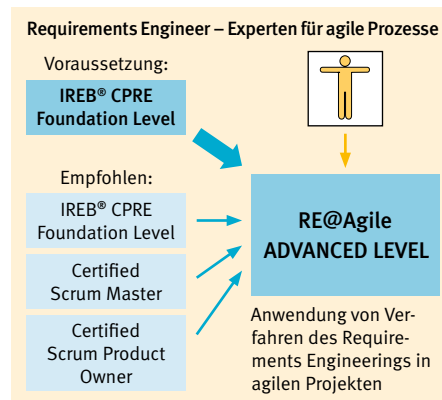 Requirements Engineer – Experten für agile Prozesse
Voraussetzung:
IREB® CPRE
Foundation Level
Empfohlen:
IREB® CPRE
Foundation Level
Certified
Scrum Master
Certified
Scrum Product
Owner
RE@Agile
ADVANCED LEVEL
Anwendung von Ver-
fahren des Require-
ments Engineerings in
agilen Projekten